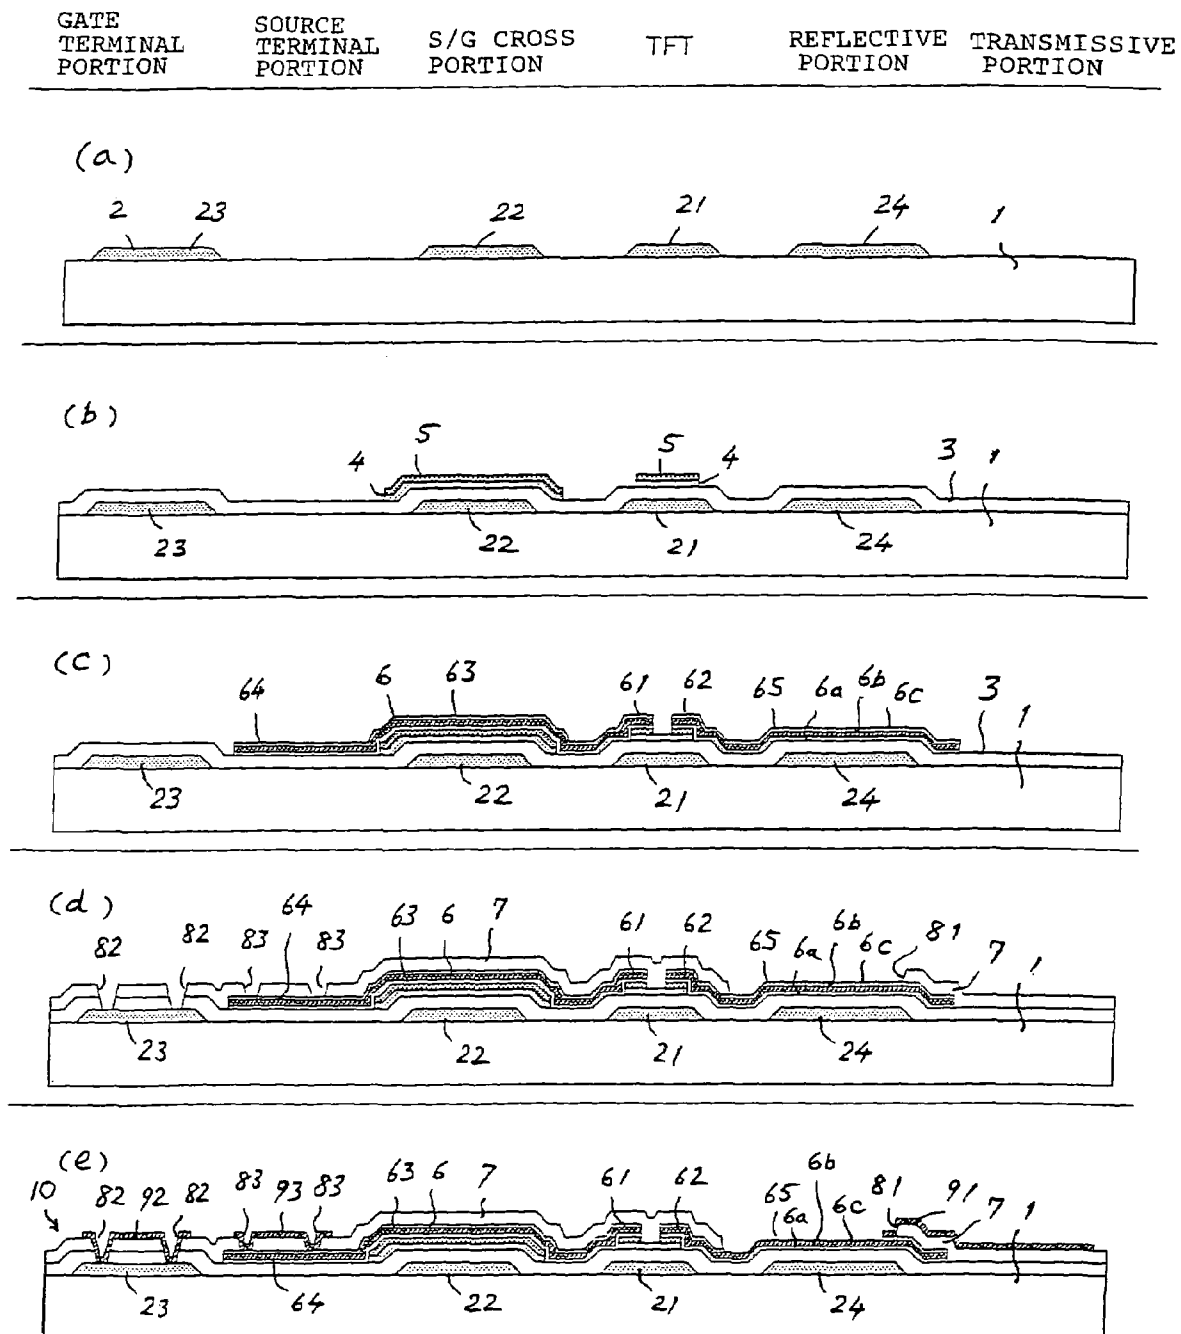 GATE TERMINAL PORTION
SOURCE TERMINAL PORTION
S/G CROSS PORTION
TFT
REFLECTIVE PORTION
TRANSMISSIVE PORTION
(a)
2 23 22 21 24 1
(b)
4 5 5 4 3 1
23 22 21 24
(c)
64 6 63 61 62 65 6a 6b 6c 3 1
23 22 21 24
(d)
82 82 83 64 83 63 6 7 61 62 65 6a 6b 6c 81 7 1
23 22 21 24
(e)
10 82 92 82 83 93 83 63 6 7 61 62 65 6a 6b 6c 81 91 7 1
23 64 22 21 24